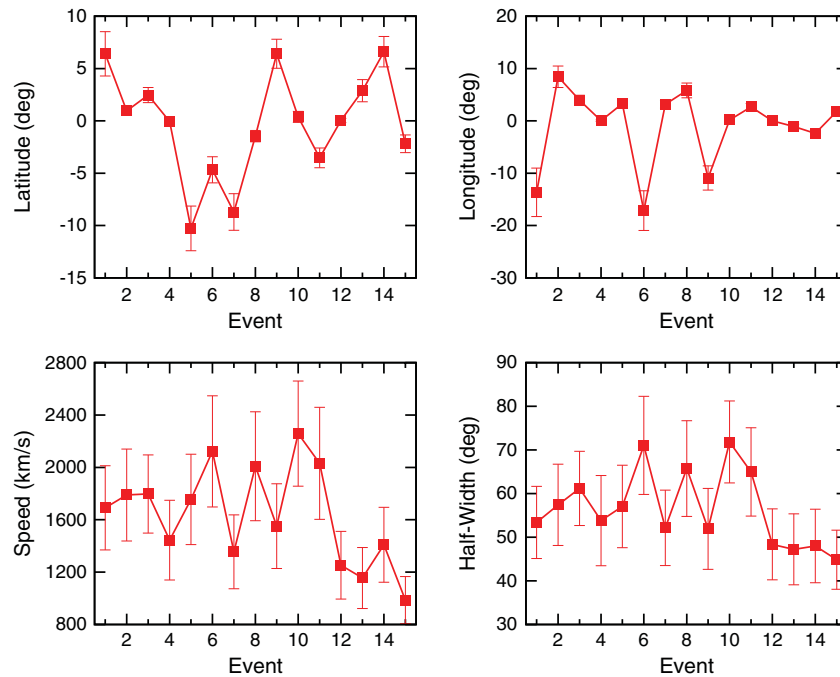 10
5
0
-5
-10
-15
Latitude (deg)
2 4 6 8 10 12 14
Event
20
10
0
-10
-20
-30
Longitude (deg)
2 4 6 8 10 12 14
Event
2800
2400
2000
1600
1200
800
Speed (km/s)
2 4 6 8 10 12 14
Event
90
80
70
60
50
40
30
Half-Width (deg)
2 4 6 8 10 12 14
Event